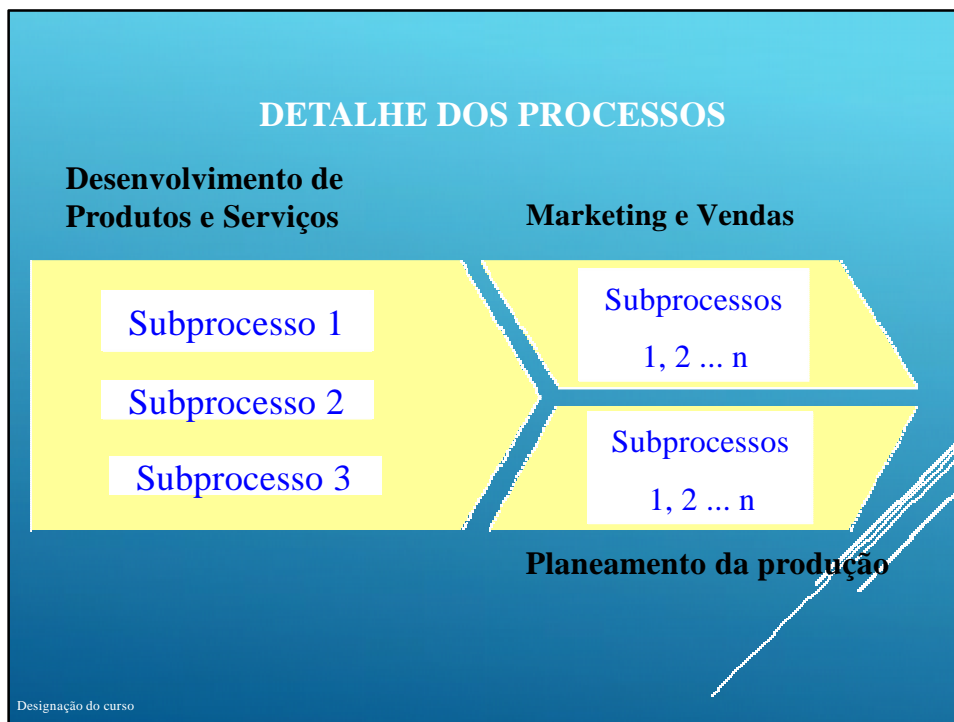 DETALHE DOS PROCESSOS
Desenvolvimento de
Produtos e Serviços
Marketing e Vendas
Subprocesso 1
Subprocesso 2
Subprocesso 3
Subprocessos
1, 2 ... n
Subprocessos
1, 2 ... n
Planeamento da produção
Designação do curso